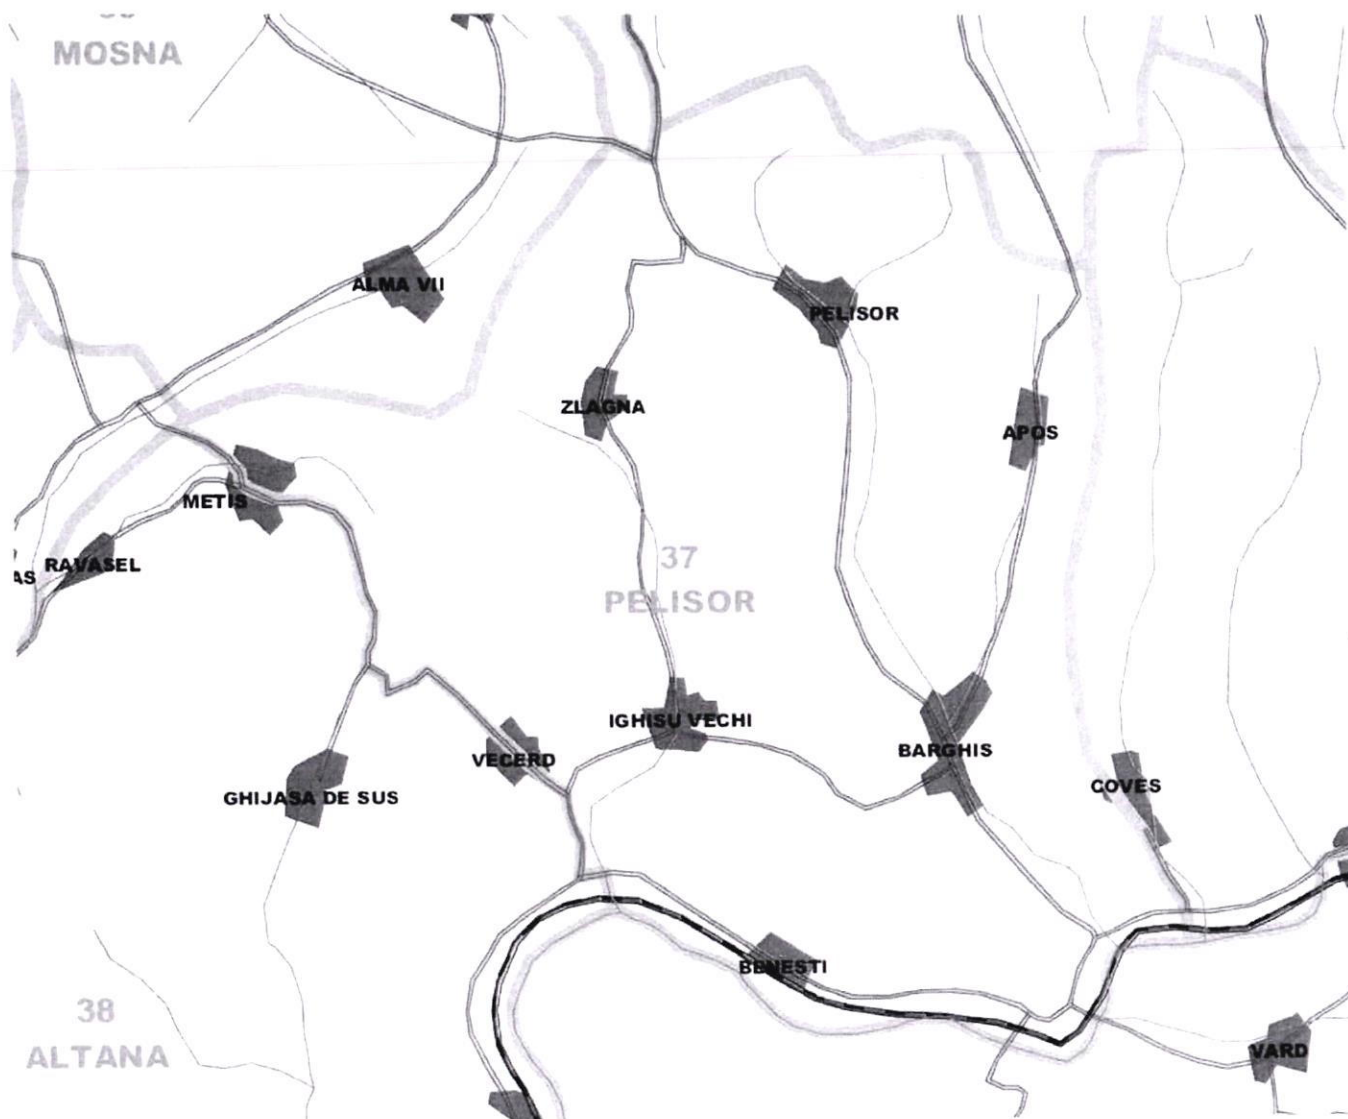 MOSNA
ALMA VII
PELISOR
ZLAGNA
APOS
METIS
RAVASEL
AS
37
PELISOR
IGHISU VECHI
BARGHIS
VECERD
COVES
GHIJASA DE SUS
BENESTI
38
ALTANA
VARD